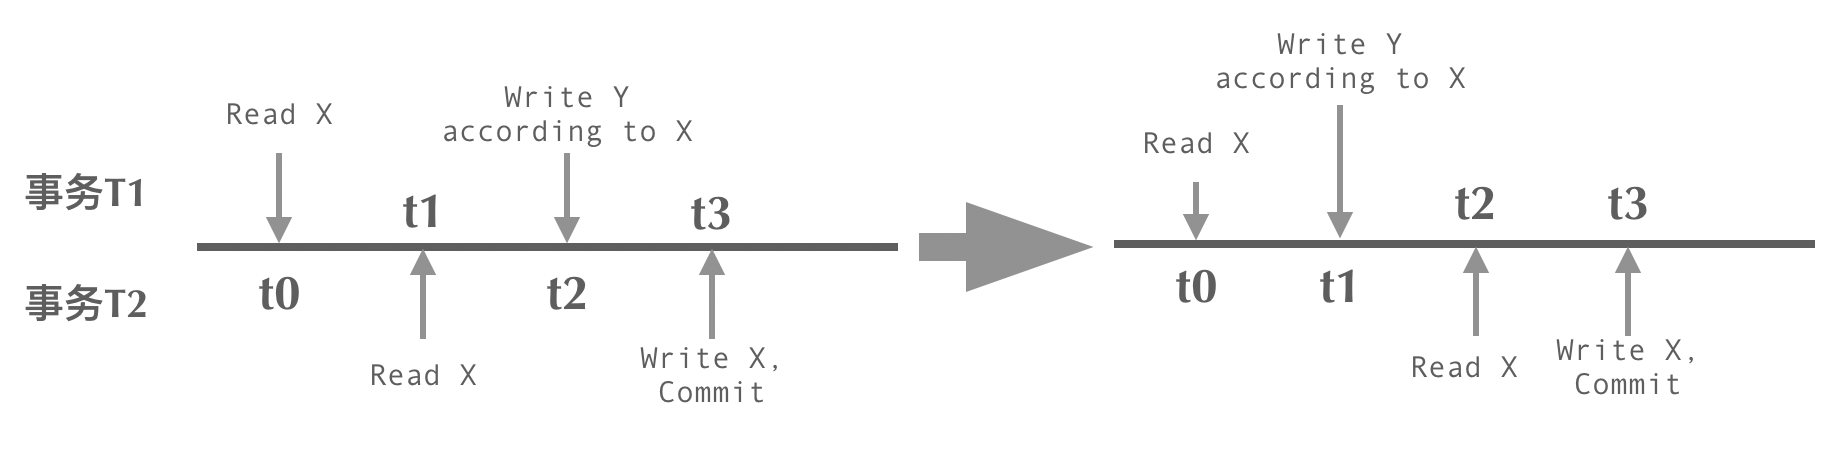 Read X
Write Y
according to X
事务T1
t1
t3
事务T2
t0
t2
Read X
Write X,
Commit
Write Y
according to X
Read X
t2
t3
t0
t1
Read X
Write X,
Commit